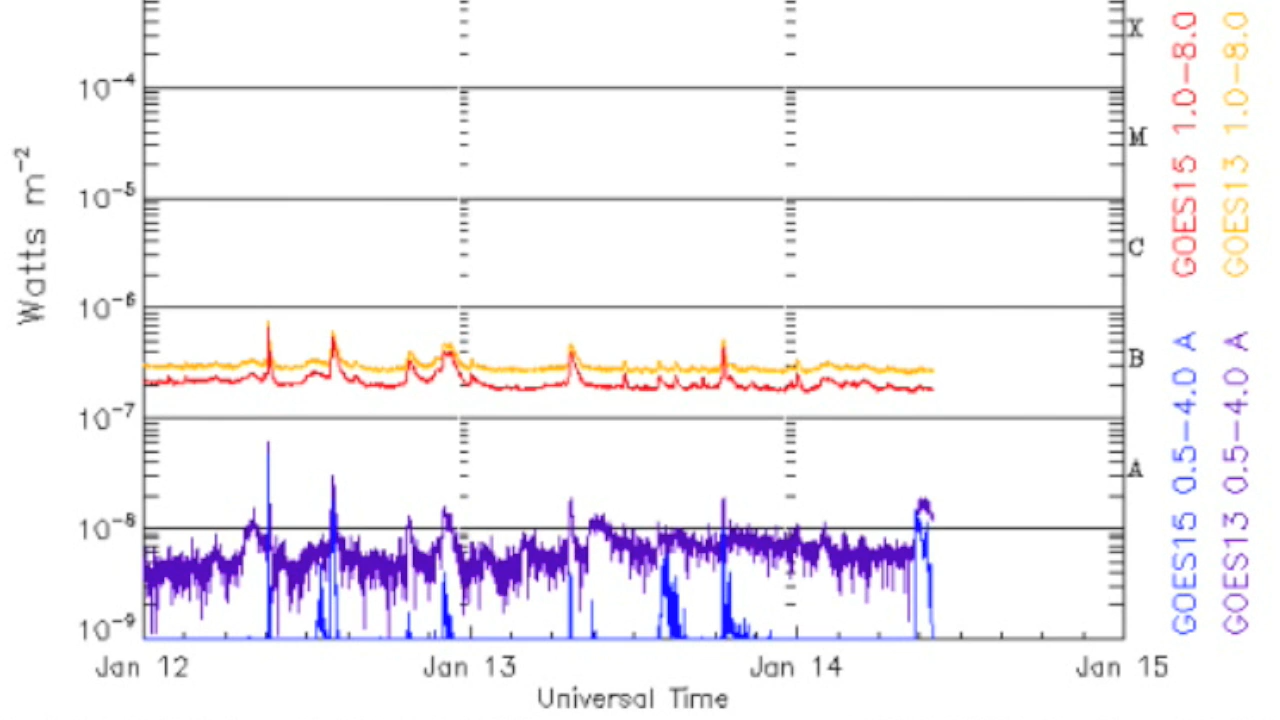 X
10⁻⁴
M
10⁻⁵
C
10⁻⁶
B
10⁻⁷
A
10⁻⁸
10⁻⁹
Watts m⁻²
Jan 12
Jan 13
Jan 14
Jan 15
Universal Time
GOES15 1.0-8.0
GOES13 1.0-8.0
GOES15 0.5-4.0 A
GOES13 0.5-4.0 A